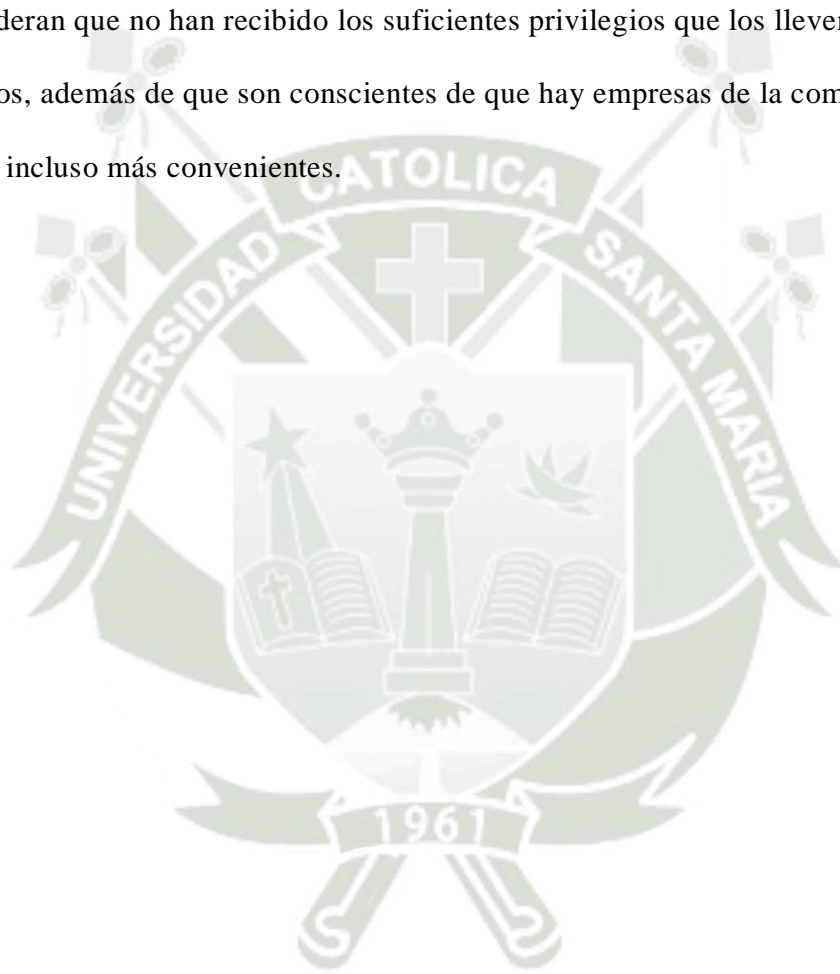 deran que no han recibido los suficientes privilegios que los lleve
os, además de que son conscientes de que hay empresas de la com
incluso más convenientes.
UNIVERSIDAD CATOLICA SANTA MARIA
1961